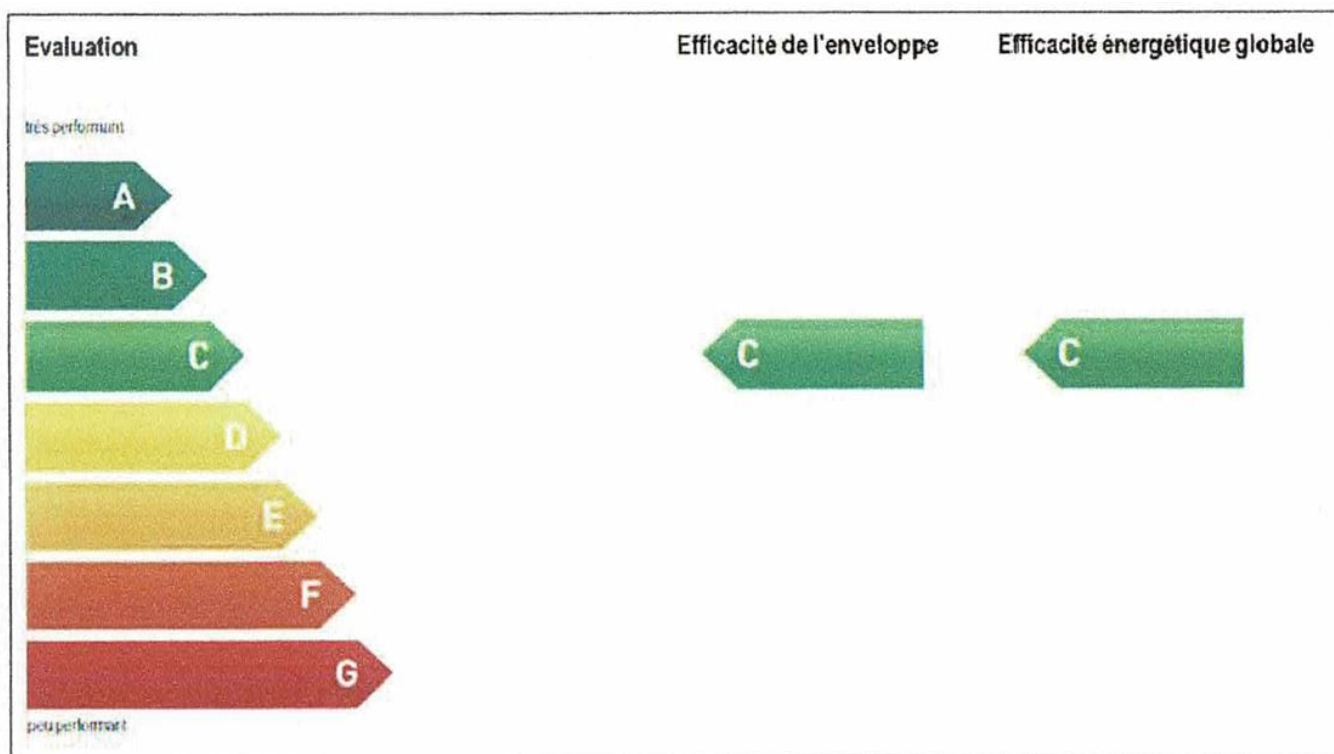 Evaluation
Efficacité de l'enveloppe
Efficacité énergétique globale
très performant
A
B
C
C
C
D
E
F
G
peu performant